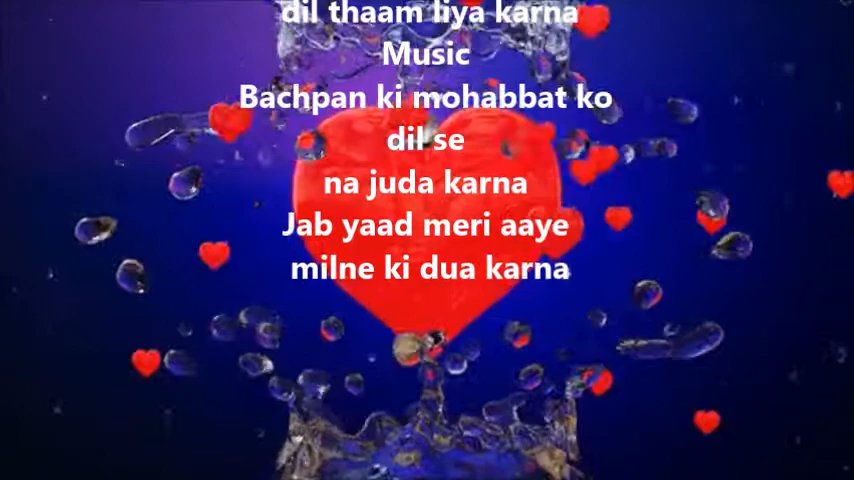 dil thaam liya karna
Music
Bachpan ki mohabbat ko
dil se
na juda karna
Jab yaad meri aaye
milne ki dua karna